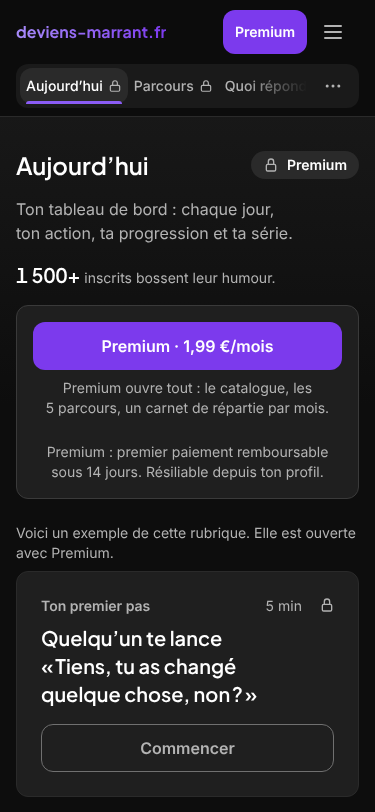 deviens-marrant.fr
Premium
Aujourd’hui
Parcours
Quoi répond
Aujourd’hui
Premium
Ton tableau de bord : chaque jour,
ton action, ta progression et ta série.
1 500+ inscrits bossent leur humour.
Premium · 1,99 €/mois
Premium ouvre tout : le catalogue, les
5 parcours, un carnet de répartie par mois.
Premium : premier paiement remboursable
sous 14 jours. Résiliable depuis ton profil.
Voici un exemple de cette rubrique. Elle est ouverte
avec Premium.
Ton premier pas
5 min
Quelqu’un te lance
« Tiens, tu as changé
quelque chose, non ? »
Commencer